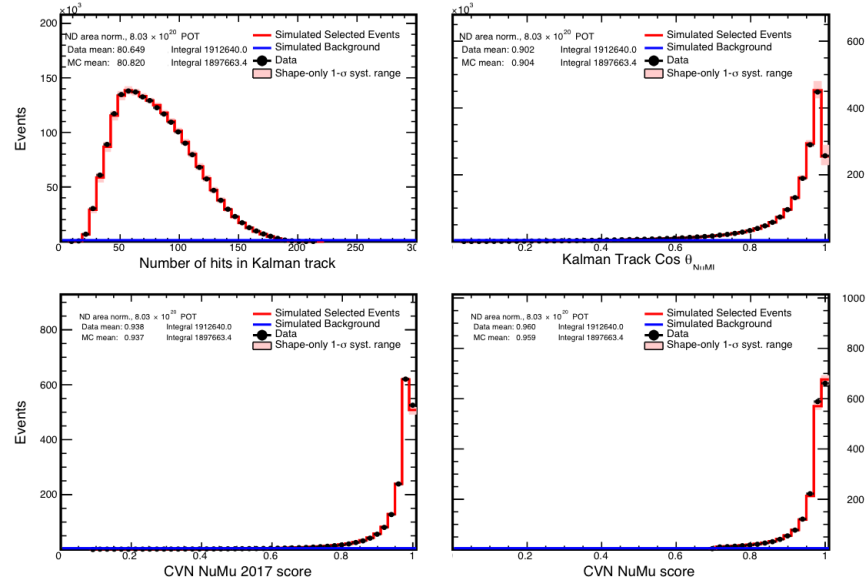 ×10³
200
150
100
50
Events
ND area norm., 8.03 × 10²⁰ POT
Data mean: 80.649 Integral 1912640.0
MC mean: 80.820 Integral 1897663.4
Simulated Selected Events
Simulated Background
Data
Shape-only 1-σ syst. range
0 50 100 150 200 250 30
Number of hits in Kalman track
×10³
ND area norm., 8.03 × 10²⁰ POT
Data mean: 0.902 Integral 1912640.0
MC mean: 0.904 Integral 1897663.4
Simulated Selected Events
Simulated Background
Data
Shape-only 1-σ syst. range
600
400
200
0.2 0.4 0.6 0.8 1
Kalman Track Cos θ NuMI
800
600
400
200
Events
ND area norm., 8.03 × 10²⁰ POT
Data mean: 0.938 Integral 1912640.0
MC mean: 0.937 Integral 1897663.4
Simulated Selected Events
Simulated Background
Data
Shape-only 1-σ syst. range
0 0.2 0.4 0.6 0.8 1
CVN NuMu 2017 score
ND area norm., 8.03 × 10²⁰ POT
Data mean: 0.960 Integral 1912640.0
MC mean: 0.959 Integral 1897663.4
Simulated Selected Events
Simulated Background
Data
Shape-only 1-σ syst. range
1000
800
600
400
200
0.2 0.4 0.6 0.8 1
CVN NuMu score